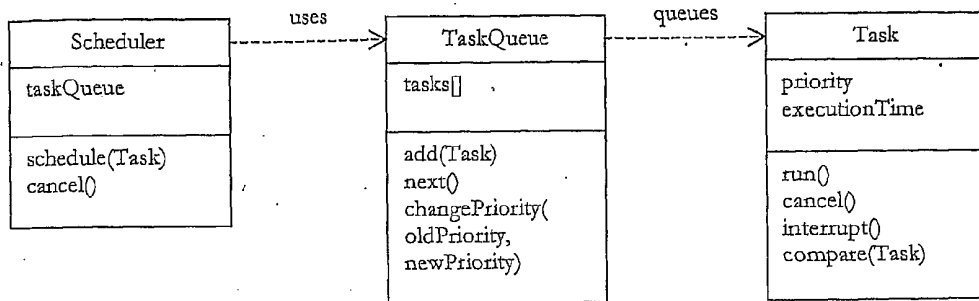 uses
queues
Scheduler
taskQueue
schedule(Task)
cancel()
TaskQueue
tasks[]
add(Task)
next()
changePriority(
oldPriority,
newPriority)
Task
priority
executionTime
run()
cancel()
interrupt()
compare(Task)